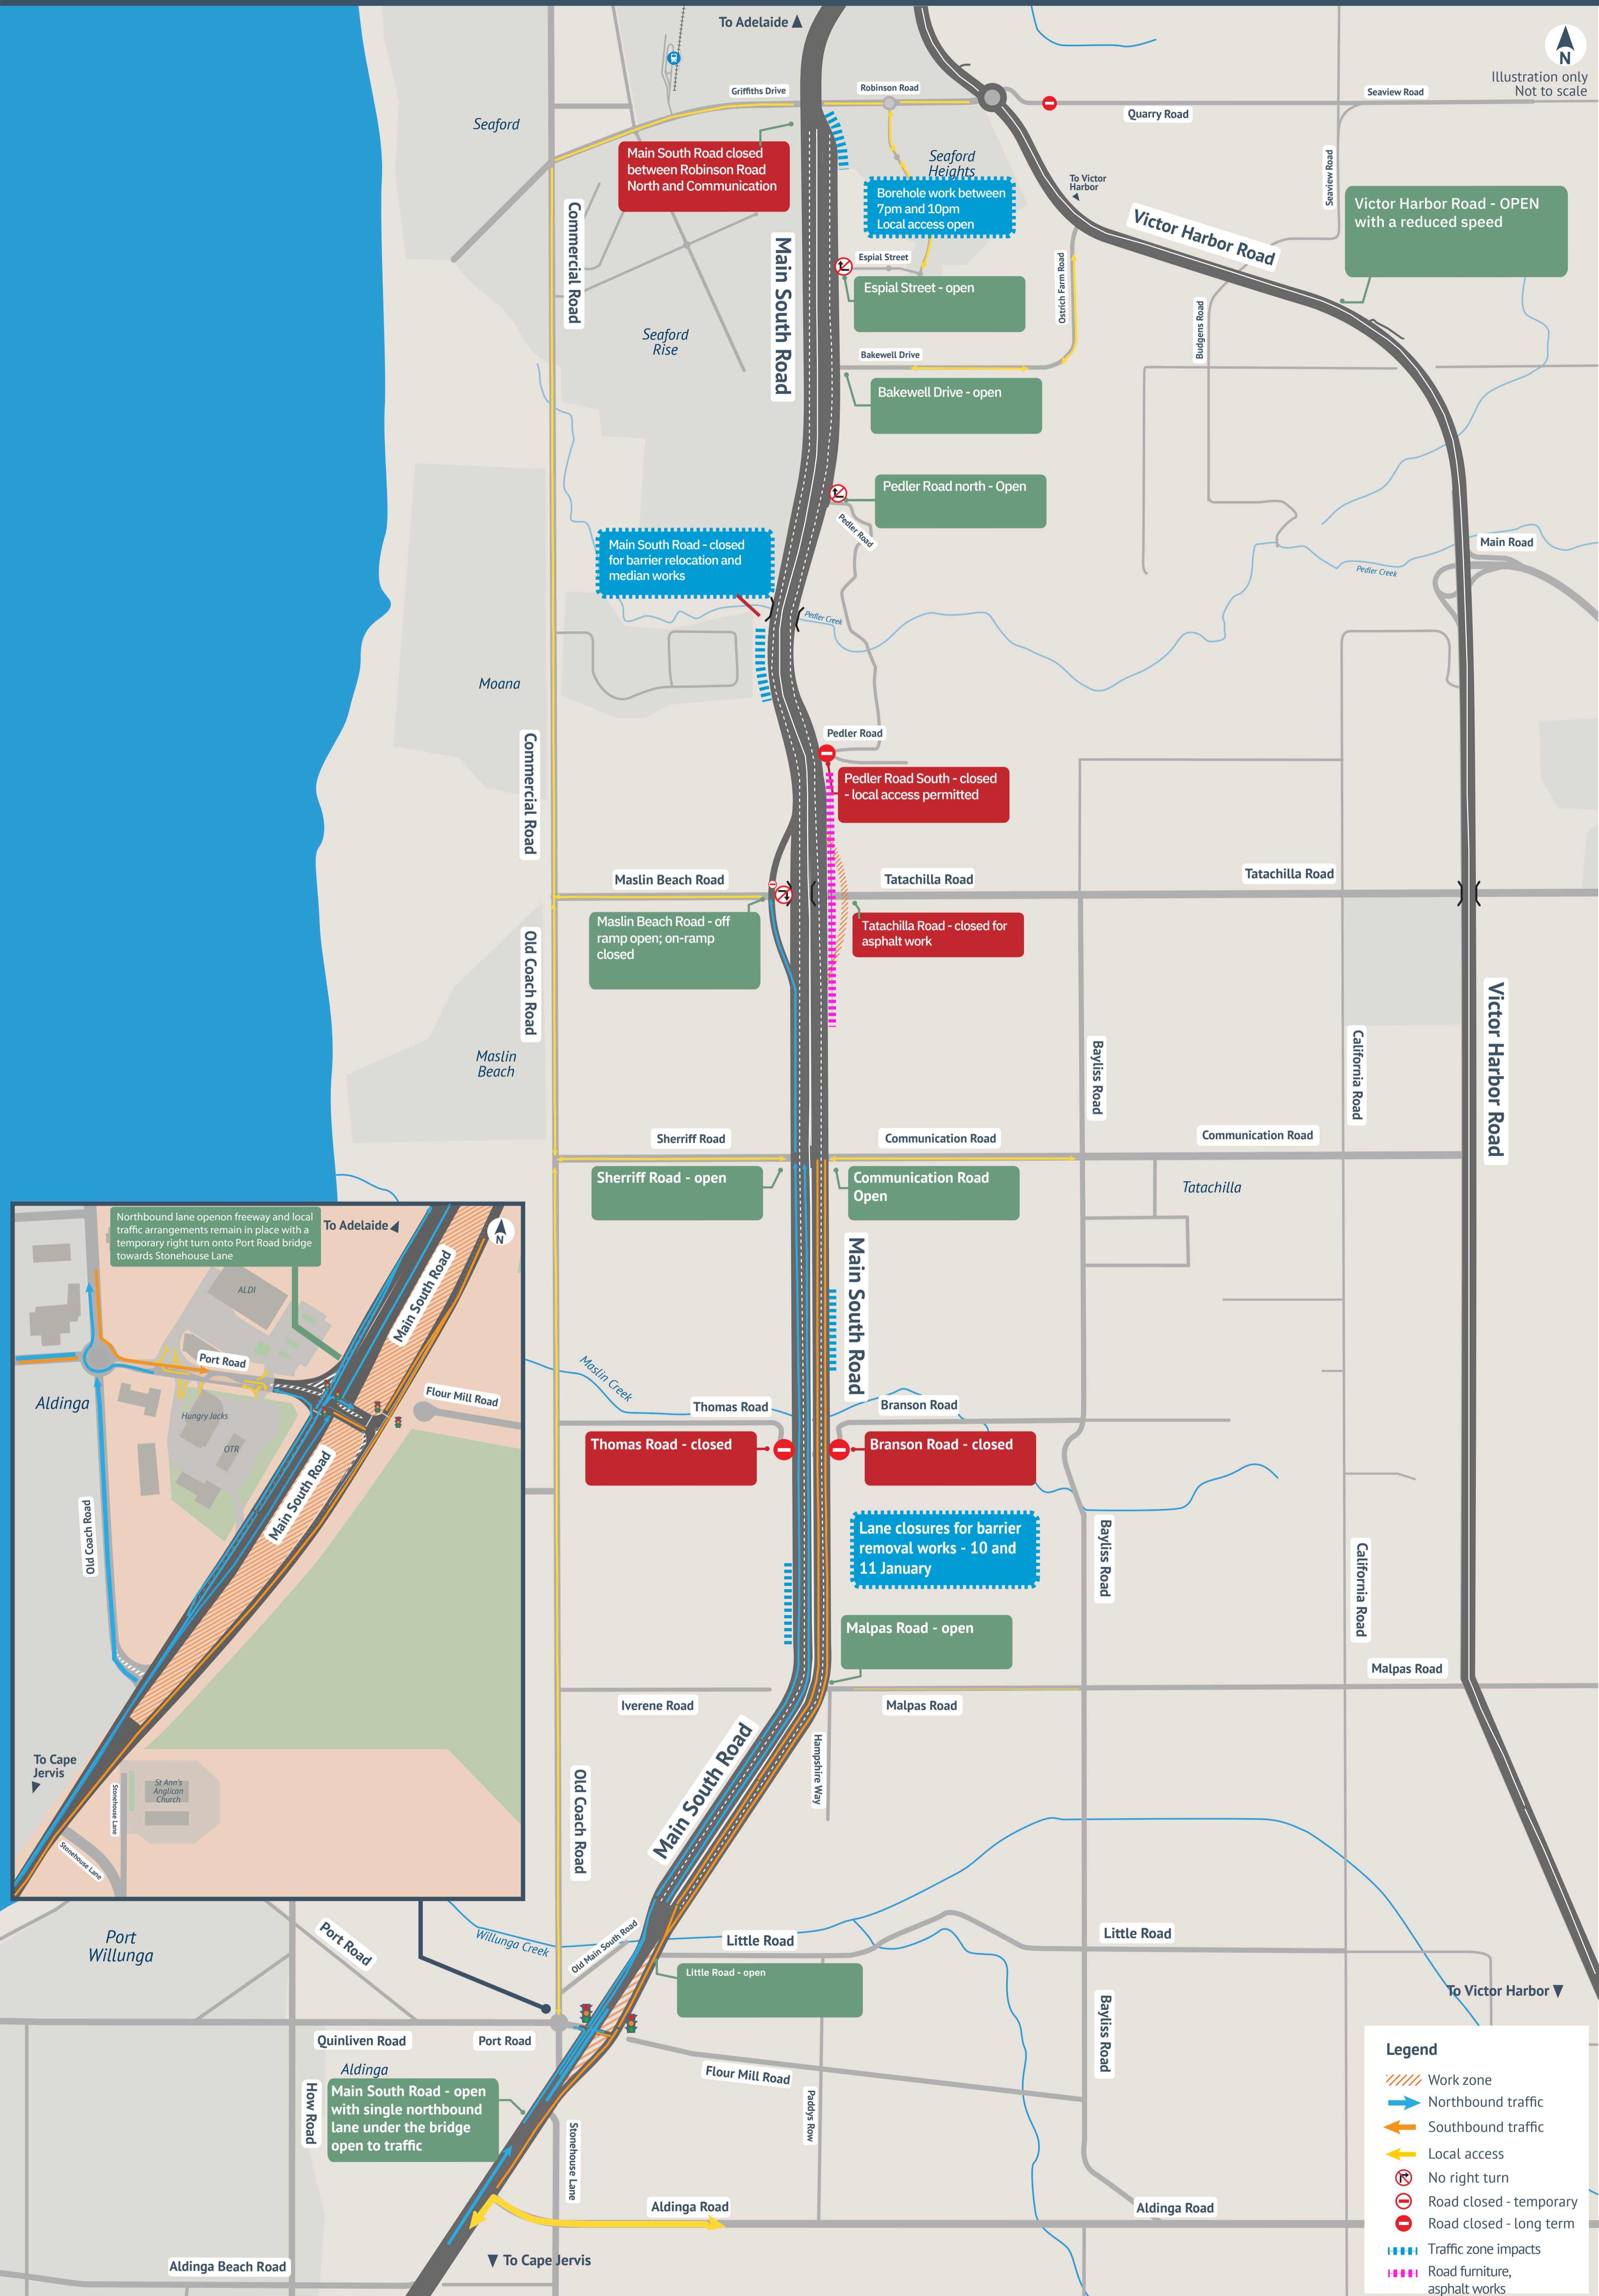 To Adelaide
N
Illustration only
Not to scale
Griffiths Drive
Robinson Road
Seaview Road
Quarry Road
Seaford
Main South Road closed
between Robinson Road
North and Communication
Seaford
Heights
Seaview Road
To Victor
Harbor
Borehole work between
7pm and 10pm
Local access open
Victor Harbor Road - OPEN
with a reduced speed
Commercial Road
Main South Road
Victor Harbor Road
Espial Street
Espial Street - open
Ostrich Farm Road
Budgens Road
Seaford
Rise
Bakewell Drive
Bakewell Drive - open
Pedler Road north - Open
Pedler Road
Main South Road - closed
for barrier relocation and
median works
Main Road
Pedler Creek
Pedler Creek
Moana
Commercial Road
Pedler Road
Pedler Road South - closed
- local access permitted
Maslin Beach Road
Tatachilla Road
Tatachilla Road
Maslin Beach Road - off
ramp open; on-ramp
closed
Tatachilla Road - closed for
asphalt work
Old Coach Road
Maslin
Beach
Bayliss Road
California Road
Victor Harbor Road
Sherriff Road
Communication Road
Communication Road
Sherriff Road - open
Communication Road
Open
Tatachilla
Main South Road
Northbound lane openon freeway and local
traffic arrangements remain in place with a
temporary right turn onto Port Road bridge
towards Stonehouse Lane
To Adelaide
N
ALDI
Main South Road
Port Road
Aldinga
Flour Mill Road
Hungry Jacks
OTR
Main South Road
Old Coach Road
To Cape
Jervis
St Ann's
Anglican
Church
Stonehouse Lane
Stonehouse Lane
Maslin Creek
Thomas Road
Branson Road
Thomas Road - closed
Branson Road - closed
Lane closures for barrier
removal works - 10 and
11 January
Bayliss Road
California Road
Malpas Road - open
Malpas Road
Iverene Road
Malpas Road
Main South Road
Hampshire Way
Old Coach Road
Port
Willunga
Port Road
Willunga Creek
Old Main South Road
Little Road
Little Road
Little Road - open
To Victor Harbor
Bayliss Road
Quinliven Road
Port Road
Aldinga
Flour Mill Road
How Road
Main South Road - open
with single northbound
lane under the bridge
open to traffic
Stonehouse Lane
Paddys Row
Aldinga Road
Aldinga Road
To Cape Jervis
Aldinga Beach Road
Legend
Work zone
Northbound traffic
Southbound traffic
Local access
No right turn
Road closed - temporary
Road closed - long term
Traffic zone impacts
Road furniture,
asphalt works